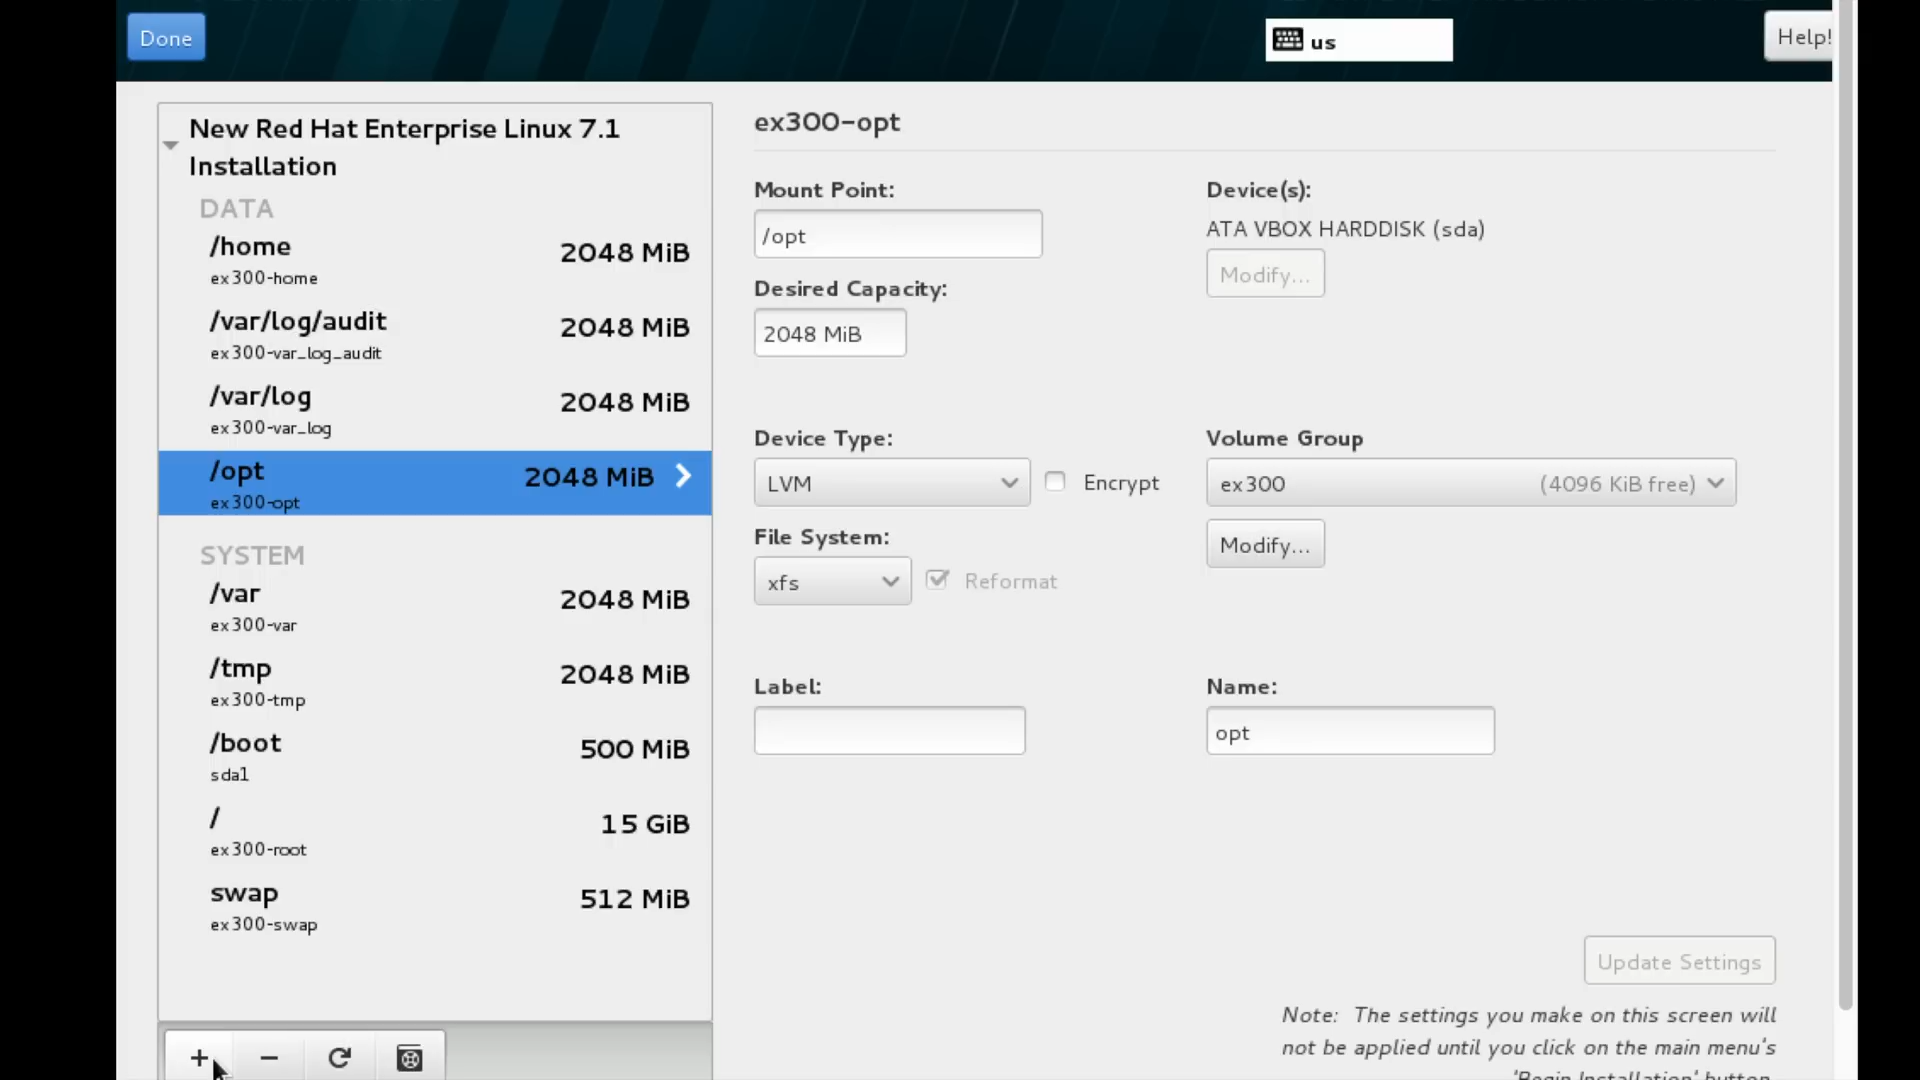 Done
us
Help!
New Red Hat Enterprise Linux 7.1
Installation
DATA
/home
2048 MiB
ex300-home
/var/log/audit
2048 MiB
ex300-var_log_audit
/var/log
2048 MiB
ex300-var_log
/opt
2048 MiB
ex300-opt
SYSTEM
/var
2048 MiB
ex300-var
/tmp
2048 MiB
ex300-tmp
/boot
500 MiB
sda1
/
15 GiB
ex300-root
swap
512 MiB
ex300-swap
ex300-opt
Mount Point:
/opt
Device(s):
ATA VBOX HARDDISK (sda)
Modify...
Desired Capacity:
2048 MiB
Device Type:
LVM
Encrypt
Volume Group
ex300 (4096 KiB free)
Modify...
File System:
xfs
Reformat
Label:
Name:
opt
Update Settings
Note: The settings you make on this screen will
not be applied until you click on the main menu's
'Begin Installation' button.